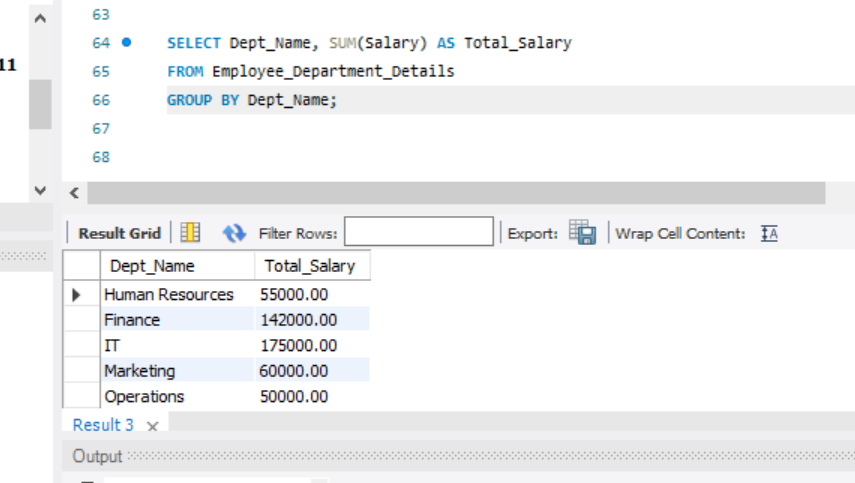 63
11
64 SELECT Dept_Name, SUM(Salary) AS Total_Salary
65 FROM Employee_Department_Details
66 GROUP BY Dept_Name;
67
68
Result Grid Filter Rows: Export: Wrap Cell Content: IA
Dept_Name Total_Salary
Human Resources 55000.00
Finance 142000.00
IT 175000.00
Marketing 60000.00
Operations 50000.00
Result 3 ×
Output